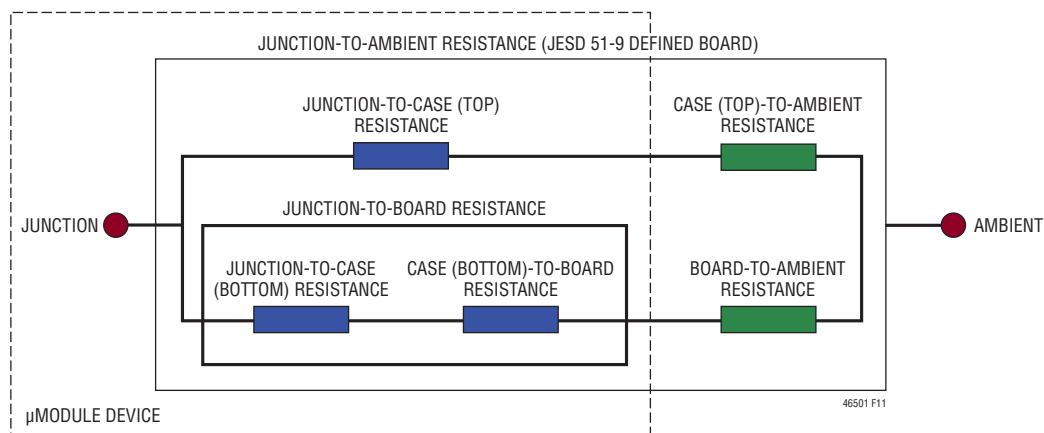 JUNCTION-TO-AMBIENT RESISTANCE (JESD 51-9 DEFINED BOARD)
JUNCTION-TO-CASE (TOP)
RESISTANCE
CASE (TOP)-TO-AMBIENT
RESISTANCE
JUNCTION
JUNCTION-TO-BOARD RESISTANCE
AMBIENT
JUNCTION-TO-CASE
(BOTTOM) RESISTANCE
CASE (BOTTOM)-TO-BOARD
RESISTANCE
BOARD-TO-AMBIENT
RESISTANCE
46501 F11
µMODULE DEVICE